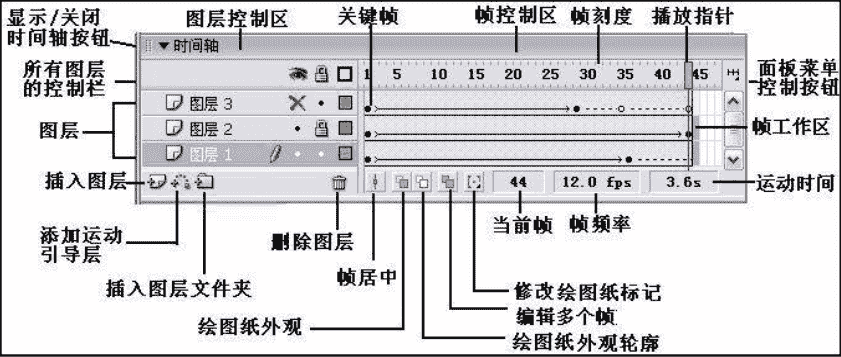 显示/关闭
时间轴按钮
图层控制区
关键帧
帧控制区
帧刻度
播放指针
时间轴
所有图层
的控制栏
1 5 10 15 20 25 30 35 40 45
面板菜单
控制按钮
图层
图层 3
图层 2
图层 1
帧工作区
插入图层
44
12.0 fps
3.6s
运动时间
添加运动
引导层
删除图层
帧居中
当前帧
帧频率
插入图层文件夹
修改绘图纸标记
绘图纸外观
编辑多个帧
绘图纸外观轮廓